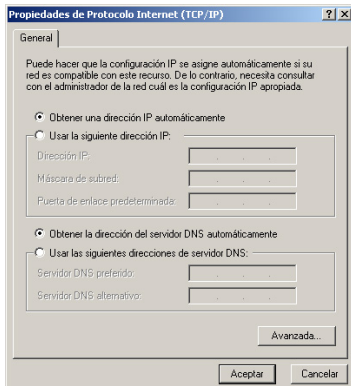 Propiedades de Protocolo Internet (TCP/IP)
General
Puede hacer que la configuración IP se asigne automáticamente si su
red es compatible con este recurso. De lo contrario, necesita consultar
con el administrador de la red cuál es la configuración IP apropiada.
Obtener una dirección IP automáticamente
Usar la siguiente dirección IP:
Dirección IP:
Máscara de subred:
Puerta de enlace predeterminada:
Obtener la dirección del servidor DNS automáticamente
Usar las siguientes direcciones de servidor DNS:
Servidor DNS preferido:
Servidor DNS alternativo:
Avanzada...
Aceptar
Cancelar